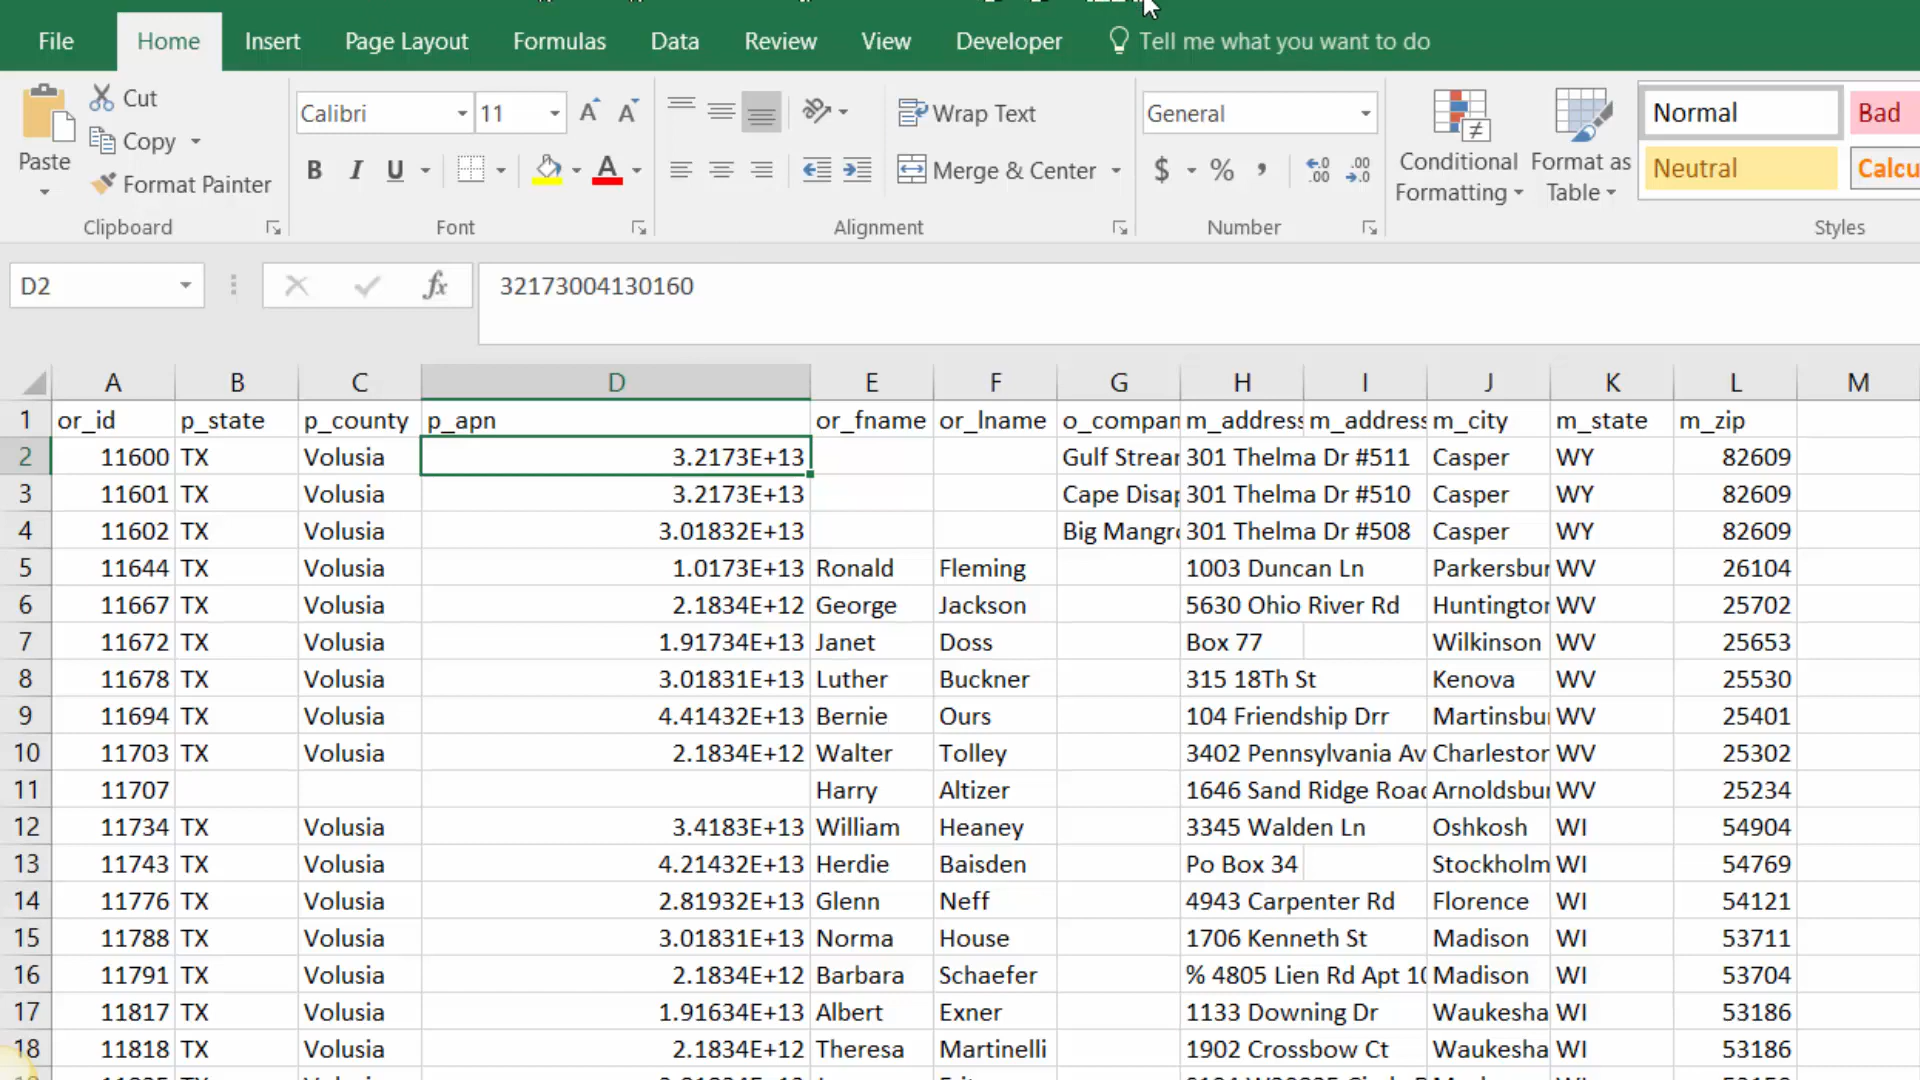 File Home Insert Page Layout Formulas Data Review View Developer Tell me what you want to do
Cut
Copy
Paste
Format Painter
Clipboard
Calibri 11
B I U A
Font
Wrap Text
Merge & Center
Alignment
General
$ % ,
Number
Conditional Formatting
Format as Table
Normal Bad
Neutral Calcu
Styles
D2 fx 32173004130160
A B C D E F G H I J K L M
1 or_id p_state p_county p_apn or_fname or_lname o_compan m_address m_address m_city m_state m_zip
2 11600 TX Volusia 3.2173E+13 Gulf Strear 301 Thelma Dr #511 Casper WY 82609
3 11601 TX Volusia 3.2173E+13 Cape Disap 301 Thelma Dr #510 Casper WY 82609
4 11602 TX Volusia 3.01832E+13 Big Mangro 301 Thelma Dr #508 Casper WY 82609
5 11644 TX Volusia 1.0173E+13 Ronald Fleming 1003 Duncan Ln Parkersbur WV 26104
6 11667 TX Volusia 2.1834E+12 George Jackson 5630 Ohio River Rd Huntington WV 25702
7 11672 TX Volusia 1.91734E+13 Janet Doss Box 77 Wilkinson WV 25653
8 11678 TX Volusia 3.01831E+13 Luther Buckner 315 18Th St Kenova WV 25530
9 11694 TX Volusia 4.41432E+13 Bernie Ours 104 Friendship Drr Martinsbu WV 25401
10 11703 TX Volusia 2.1834E+12 Walter Tolley 3402 Pennsylvania Av Charleston WV 25302
11 11707 Harry Altizer 1646 Sand Ridge Road Arnoldsbu WV 25234
12 11734 TX Volusia 3.4183E+13 William Heaney 3345 Walden Ln Oshkosh WI 54904
13 11743 TX Volusia 4.21432E+13 Herdie Baisden Po Box 34 Stockholm WI 54769
14 11776 TX Volusia 2.81932E+13 Glenn Neff 4943 Carpenter Rd Florence WI 54121
15 11788 TX Volusia 3.01831E+13 Norma House 1706 Kenneth St Madison WI 53711
16 11791 TX Volusia 2.1834E+12 Barbara Schaefer % 4805 Lien Rd Apt 10 Madison WI 53704
17 11817 TX Volusia 1.91634E+13 Albert Exner 1133 Downing Dr Waukesha WI 53186
18 11818 TX Volusia 2.1834E+12 Theresa Martinelli 1902 Crossbow Ct Waukesha WI 53186